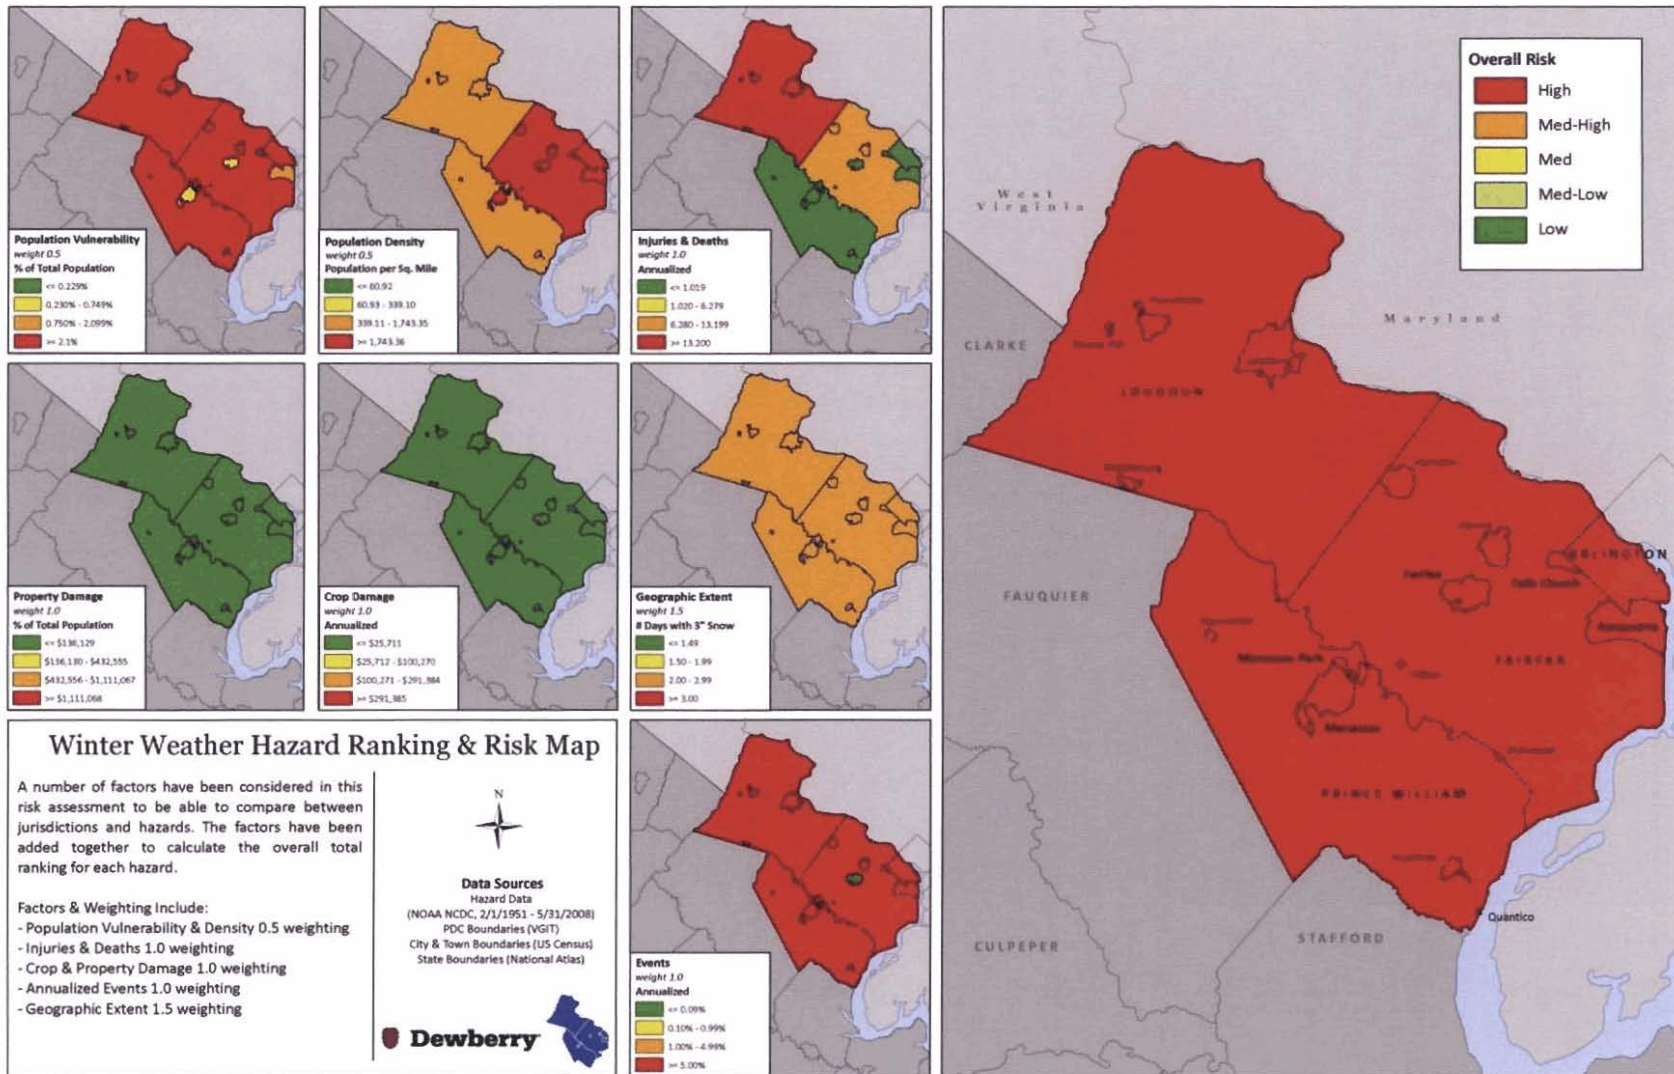 Population Vulnerability
weight 0.5
% of Total Population
<= 0.229%
0.230% - 0.749%
0.750% - 2.099%
>= 2.1%
Population Density
weight 0.5
Population per Sq. Mile
<= 60.92
60.93 - 339.10
339.11 - 1,743.35
>= 1,743.36
Injuries & Deaths
weight 1.0
Annualized
<= 1.019
1.020 - 6.279
6.280 - 13.199
>= 13.200
Property Damage
weight 1.0
% of Total Population
<= $136,129
$136,130 - $432,555
$432,556 - $1,111,067
>= $1,111,068
Crop Damage
weight 1.0
Annualized
<= $25,711
$25,712 - $100,270
$100,271 - $291,384
>= $291,385
Geographic Extent
weight 1.5
# Days with 3" Snow
<= 1.49
1.50 - 1.99
2.00 - 2.99
>= 3.00
Winter Weather Hazard Ranking & Risk Map
A number of factors have been considered in this
risk assessment to be able to compare between
jurisdictions and hazards. The factors have been
added together to calculate the overall total
ranking for each hazard.
Factors & Weighting Include:
- Population Vulnerability & Density 0.5 weighting
- Injuries & Deaths 1.0 weighting
- Crop & Property Damage 1.0 weighting
- Annualized Events 1.0 weighting
- Geographic Extent 1.5 weighting
N
Data Sources
Hazard Data
(NOAA NCDC, 2/1/1951 - 5/31/2008)
PDC Boundaries (VGIT)
City & Town Boundaries (US Census)
State Boundaries (National Atlas)
Dewberry
Events
weight 1.0
Annualized
<= 0.09%
0.10% - 0.99%
1.00% - 4.99%
>= 5.00%
Overall Risk
High
Med-High
Med
Med-Low
Low
West
Virginia
Maryland
CLARKE
LOUDOUN
ARLINGTON
Fairfax
Falls Church
FAUQUIER
Alexandria
Manassas Park
FAIRFAX
Manassas
PRINCE WILLIAM
Quantico
STAFFORD
CULPEPER